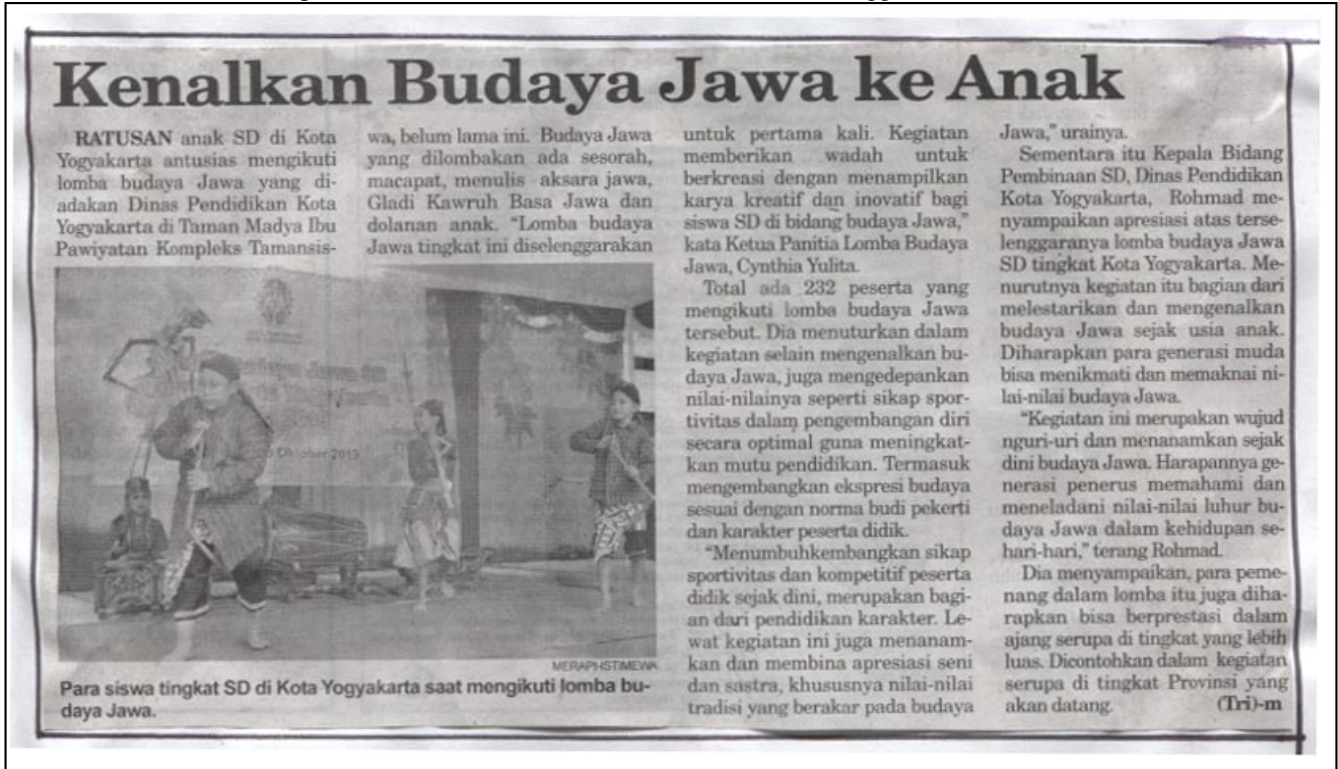 Kenalkan Budaya Jawa ke Anak
RATUSAN anak SD di Kota
Yogyakarta antusias mengikuti
lomba budaya Jawa yang di-
adakan Dinas Pendidikan Kota
Yogyakarta di Taman Madya Ibu
Pawiyatan Kompleks Tamansis-
wa, belum lama ini. Budaya Jawa
yang dilombakan ada sesorah,
macapat, menulis aksara jawa,
Gladi Kawruh Basa Jawa dan
dolanan anak. “Lomba budaya
Jawa tingkat ini diselenggarakan
untuk pertama kali. Kegiatan
memberikan wadah untuk
berkreasi dengan menampilkan
karya kreatif dan inovatif bagi
siswa SD di bidang budaya Jawa,”
kata Ketua Panitia Lomba Budaya
Jawa, Cynthia Yulita.
Total ada 232 peserta yang
mengikuti lomba budaya Jawa
tersebut. Dia menuturkan dalam
kegiatan selain mengenalkan bu-
daya Jawa, juga mengedepankan
nilai-nilainya seperti sikap spor-
tivitas dalam pengembangan diri
secara optimal guna meningkat-
kan mutu pendidikan. Termasuk
mengembangkan ekspresi budaya
sesuai dengan norma budi pekerti
dan karakter peserta didik.
“Menumbuhkembangkan sikap
sportivitas dan kompetitif peserta
didik sejak dini, merupakan bagi-
an dari pendidikan karakter. Le-
wat kegiatan ini juga menanam-
kan dan membina apresiasi seni
dan sastra, khususnya nilai-nilai
tradisi yang berakar pada budaya
Jawa,” urainya.
Sementara itu Kepala Bidang
Pembinaan SD, Dinas Pendidikan
Kota Yogyakarta, Rohmad me-
nyampaikan apresiasi atas terse-
lenggaranya lomba budaya Jawa
SD tingkat Kota Yogyakarta. Me-
nurutnya kegiatan itu bagian dari
melestarikan dan mengenalkan
budaya Jawa sejak usia anak.
Diharapkan para generasi muda
bisa menikmati dan memaknai ni-
lai-nilai budaya Jawa.
“Kegiatan ini merupakan wujud
nguri-uri dan menanamkan sejak
dini budaya Jawa. Harapannya ge-
nerasi penerus memahami dan
meneladani nilai-nilai luhur bu-
daya Jawa dalam kehidupan se-
hari-hari,” terang Rohmad.
Dia menyampaikan, para peme-
nang dalam lomba itu juga diha-
rapkan bisa berprestasi dalam
ajang serupa di tingkat yang lebih
luas. Dicontohkan dalam kegiatan
serupa di tingkat Provinsi yang
akan datang. (Tri)-m
Oktober 2019
MERAPI-ISTIMEWA
Para siswa tingkat SD di Kota Yogyakarta saat mengikuti lomba bu-
daya Jawa.